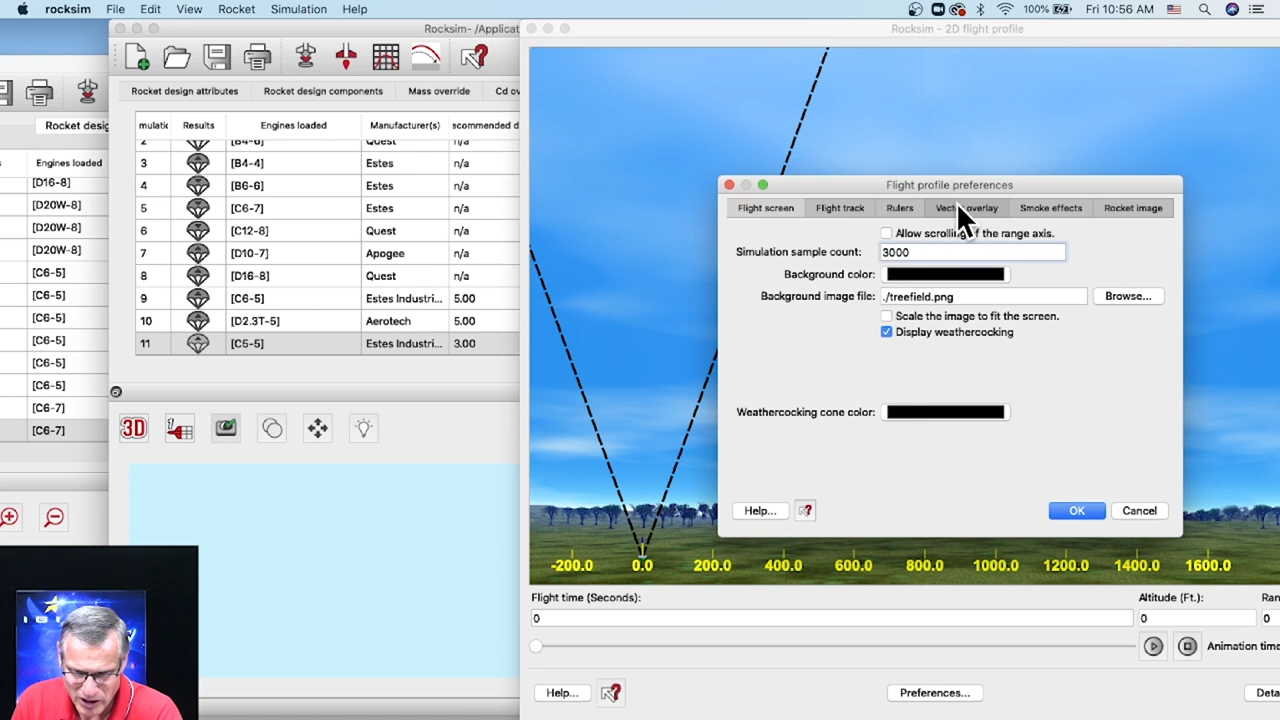 rocksim File Edit View Rocket Simulation Help 100% Fri 10:56 AM
Rocksim- /Applicat
Rocksim - 2D flight profile
Rocket design attributes Rocket design components Mass override Cd ov
Rocket desig
Engines loaded
[D16-8]
[D20W-8]
[D20W-8]
[D20W-8]
[C6-5]
[C6-5]
[C6-5]
[C6-5]
[C6-5]
[C6-5]
[C6-7]
[C6-7]
mulatic Results Engines loaded Manufacturer(s) ecommended d
2 [B4-6] Quest n/a
3 [B4-4] Estes n/a
4 [B6-6] Estes n/a
5 [C6-7] Estes n/a
6 [C12-8] Quest n/a
7 [D10-7] Apogee n/a
8 [D16-8] Quest n/a
9 [C6-5] Estes Industri... 5.00
10 [D2.3T-5] Aerotech 5.00
11 [C5-5] Estes Industri... 3.00
3D
Flight profile preferences
Flight screen Flight track Rulers Vect overlay Smoke effects Rocket image
Allow scrolling of the range axis.
Simulation sample count: 3000
Background color:
Background image file: ./treefield.png Browse...
Scale the image to fit the screen.
Display weathercocking
Weathercocking cone color:
Help... OK Cancel
-200.0 0.0 200.0 400.0 600.0 800.0 1000.0 1200.0 1400.0 1600.0
Flight time (Seconds): Altitude (Ft.): Ran
0 0 0
Animation time
Help... Preferences... Deta